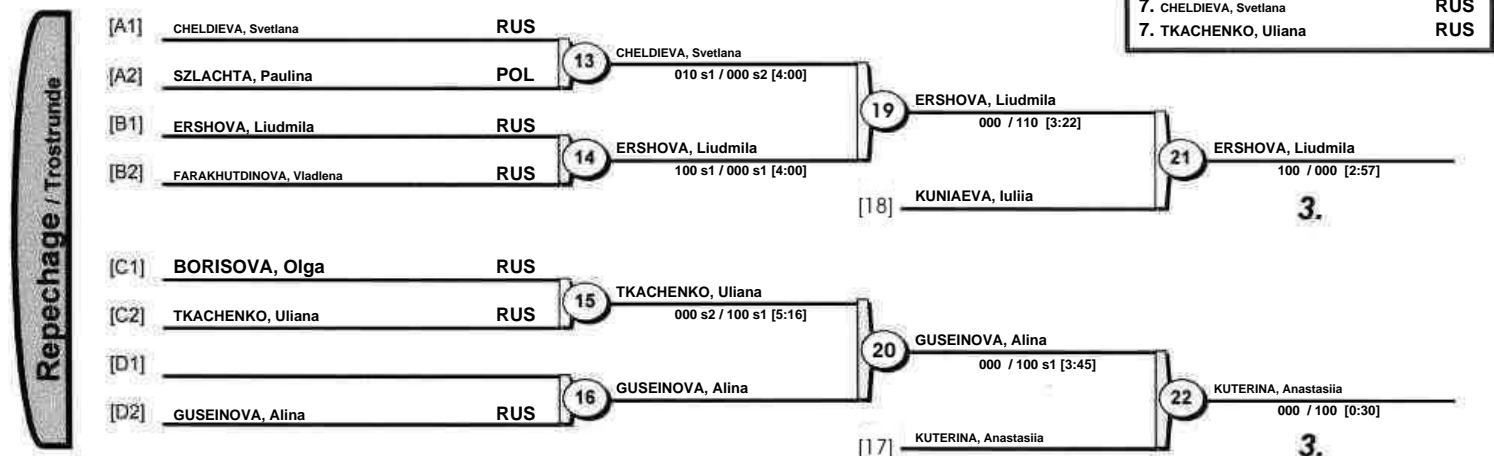 7. CHELDIEVA, Svetlana RUS
7. TKACHENKO, Uliana RUS
Repechage / Trostrunde
[A1] CHELDIEVA, Svetlana RUS
13 CHELDIEVA, Svetlana
010 s1 / 000 s2 [4:00]
[A2] SZLACHTA, Paulina POL
19 ERSHOVA, Liudmila
000 / 110 [3:22]
[B1] ERSHOVA, Liudmila RUS
14 ERSHOVA, Liudmila
100 s1 / 000 s1 [4:00]
21 ERSHOVA, Liudmila
100 / 000 [2:57]
[B2] FARAKHUTDINOVA, Vladlena RUS
[18] KUNIAEVA, Iuliia
3.
[C1] BORISOVA, Olga RUS
15 TKACHENKO, Uliana
000 s2 / 100 s1 [5:16]
[C2] TKACHENKO, Uliana RUS
20 GUSEINOVA, Alina
000 / 100 s1 [3:45]
[D1]
16 GUSEINOVA, Alina
22 KUTERINA, Anastasiia
000 / 100 [0:30]
[D2] GUSEINOVA, Alina RUS
[17] KUTERINA, Anastasiia
3.